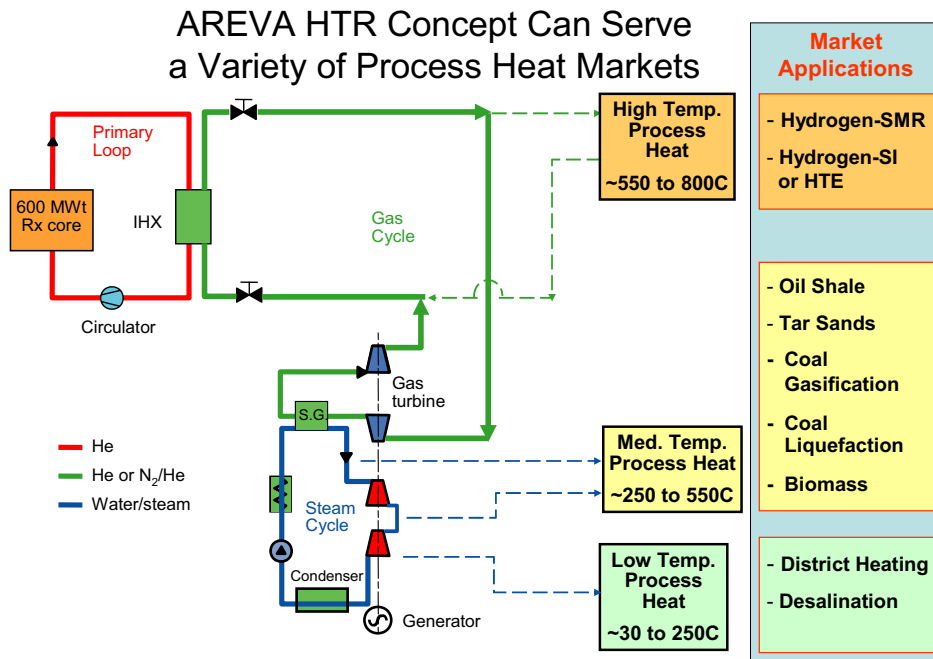 AREVA HTR Concept Can Serve
a Variety of Process Heat Markets
Market
Applications
Primary
Loop
600 MWt
Rx core
IHX
Circulator
Gas
Cycle
High Temp.
Process
Heat
~550 to 800C
- Hydrogen-SMR
- Hydrogen-SI
or HTE
Gas
turbine
S.G.
He
He or N2/He
Water/steam
Steam
Cycle
Condenser
Generator
Med. Temp.
Process Heat
~250 to 550C
- Oil Shale
- Tar Sands
- Coal
Gasification
- Coal
Liquefaction
- Biomass
Low Temp.
Process
Heat
~30 to 250C
- District Heating
- Desalination